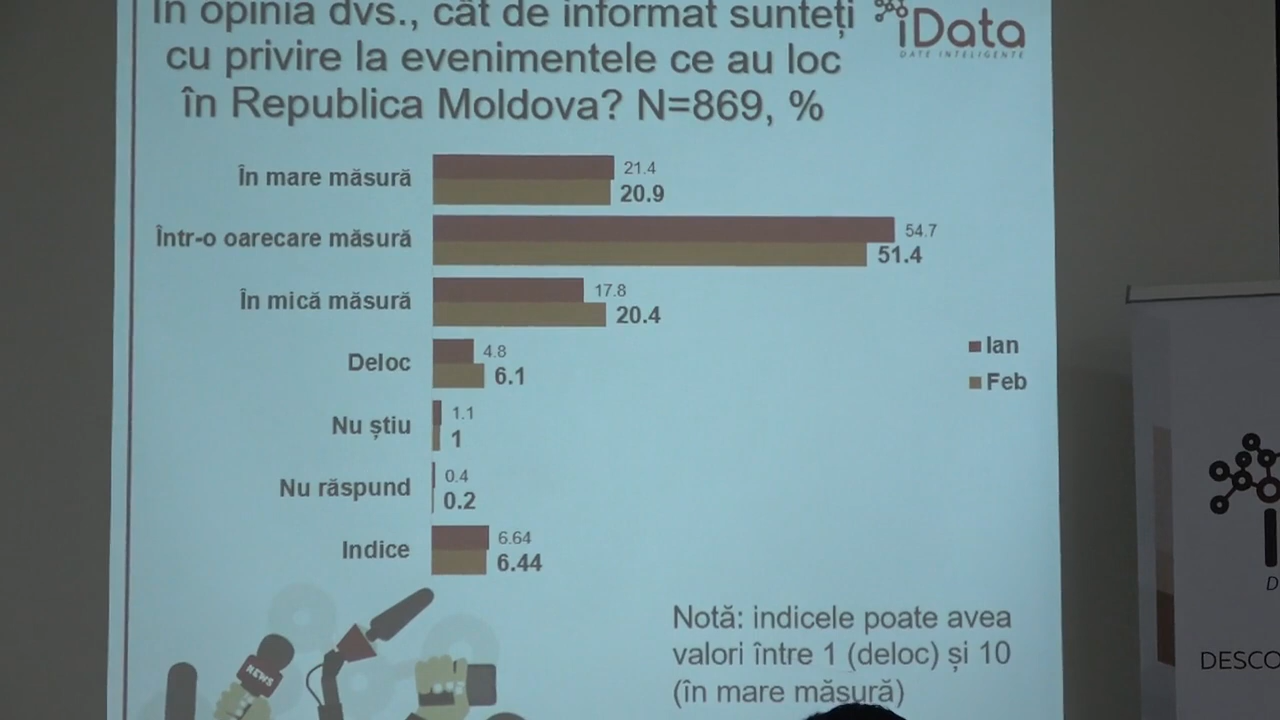 În opinia dvs., cât de informat sunteți
cu privire la evenimentele ce au loc
în Republica Moldova? N=869, %
iData
DATE INTELIGENTE
În mare măsură
21.4
20.9
Într-o oarecare măsură
54.7
51.4
În mică măsură
17.8
20.4
Deloc
4.8
6.1
Nu știu
1.1
1
Nu răspund
0.4
0.2
Indice
6.64
6.44
Ian
Feb
Notă: indicele poate avea
valori între 1 (deloc) și 10
(în mare măsură)
NEWS